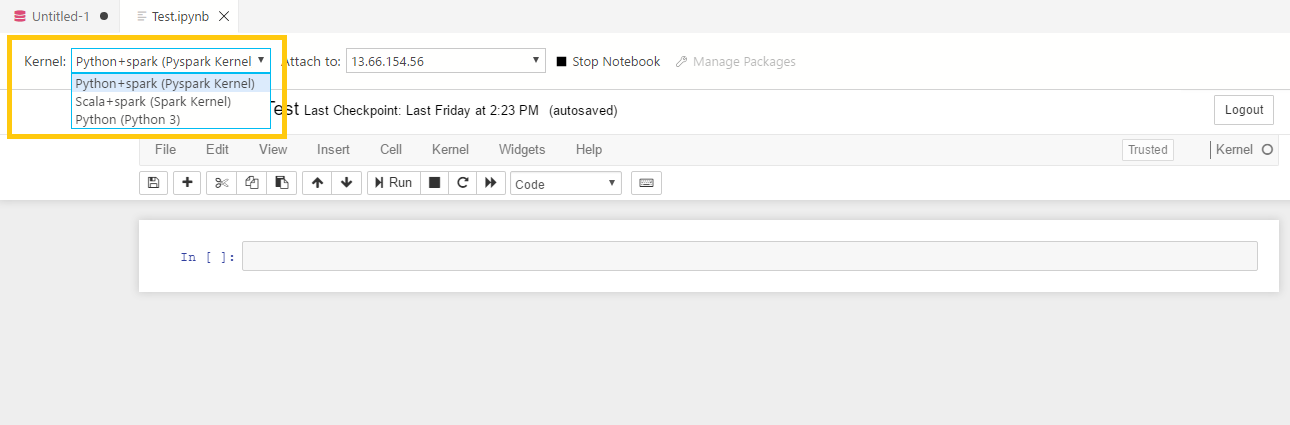 Untitled-1 Test.ipynb
Kernel: Python+spark (Pyspark Kernel Attach to: 13.66.154.56 Stop Notebook Manage Packages
Python+spark (Pyspark Kernel)
Scala+spark (Spark Kernel)
Python (Python 3)
Test Last Checkpoint: Last Friday at 2:23 PM (autosaved) Logout
File Edit View Insert Cell Kernel Widgets Help Trusted Kernel
Run Code
In [ ]: